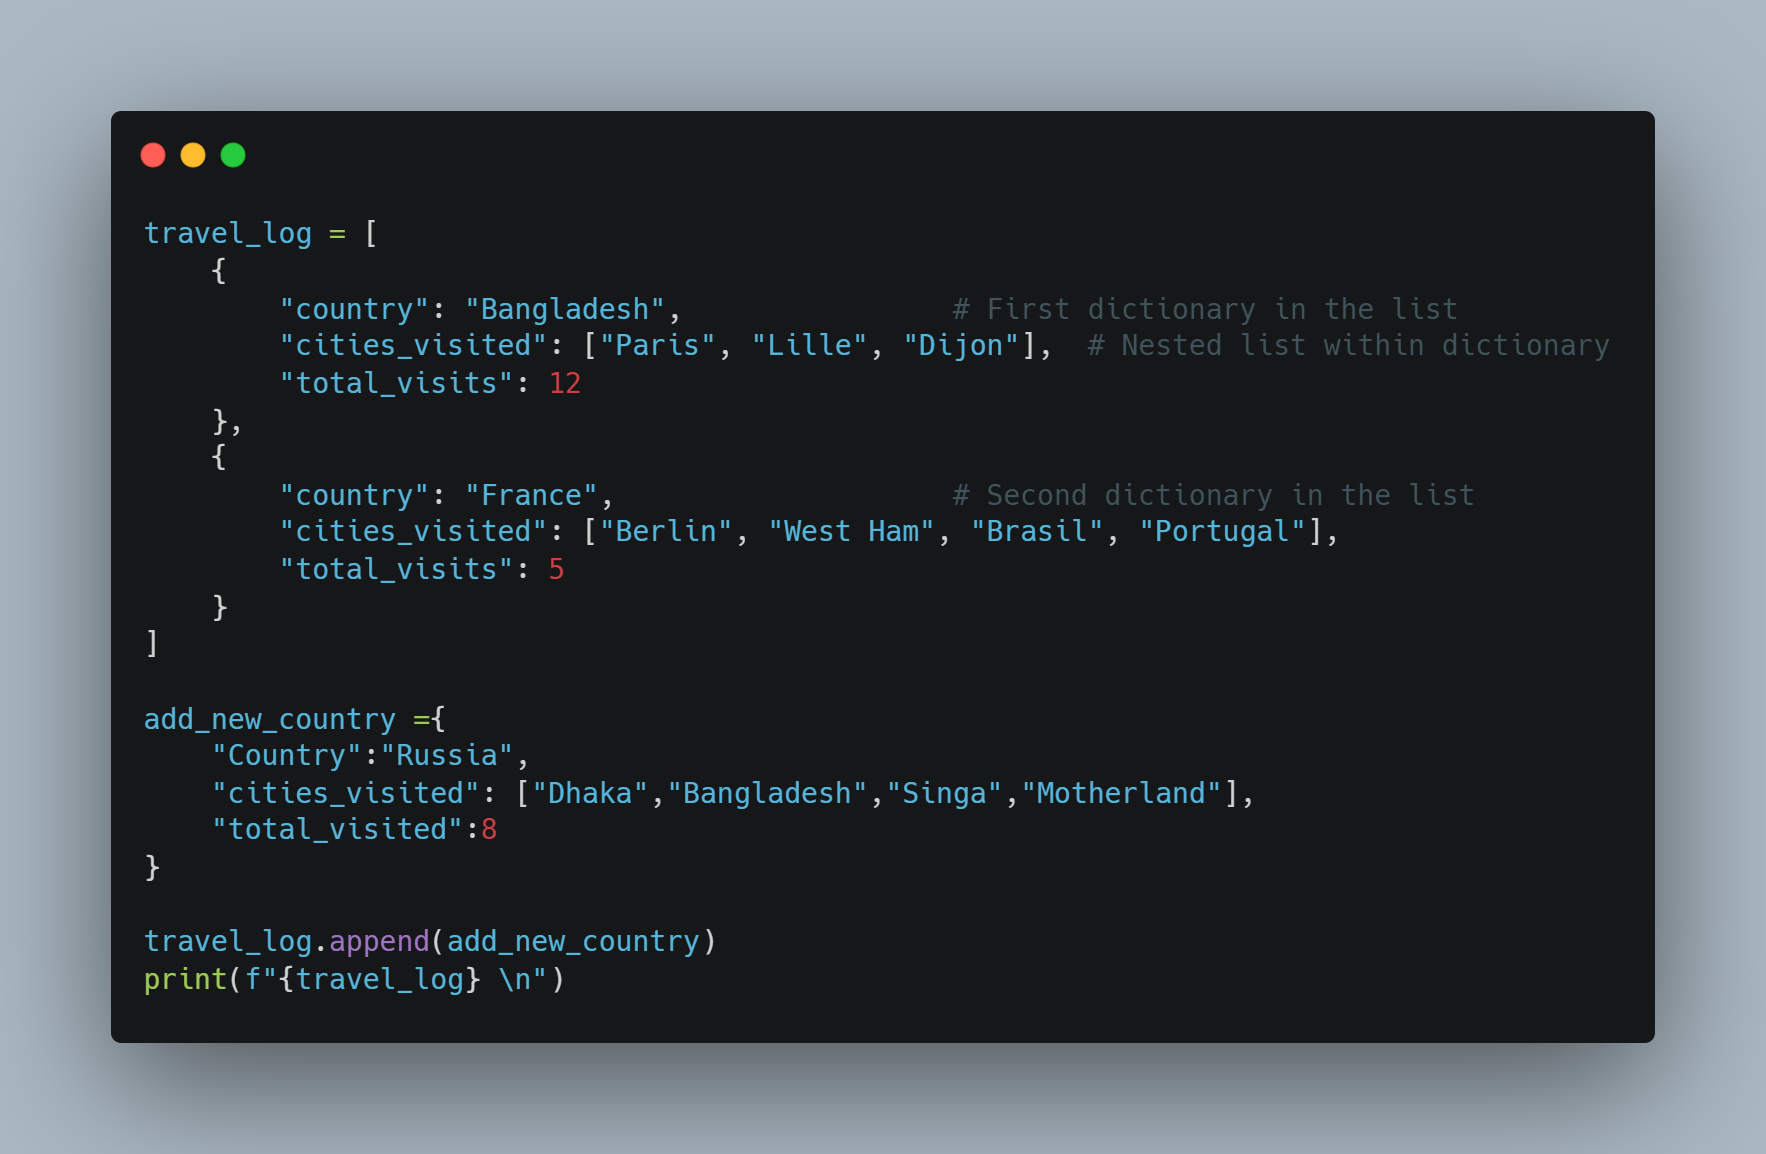 travel_log = [
    {
        "country": "Bangladesh",                # First dictionary in the list
        "cities_visited": ["Paris", "Lille", "Dijon"],  # Nested list within dictionary
        "total_visits": 12
    },
    {
        "country": "France",                    # Second dictionary in the list
        "cities_visited": ["Berlin", "West Ham", "Brasil", "Portugal"],
        "total_visits": 5
    }
]

add_new_country ={
    "Country":"Russia",
    "cities_visited": ["Dhaka","Bangladesh","Singa","Motherland"],
    "total_visited":8
}

travel_log.append(add_new_country)
print(f"{travel_log} \n")